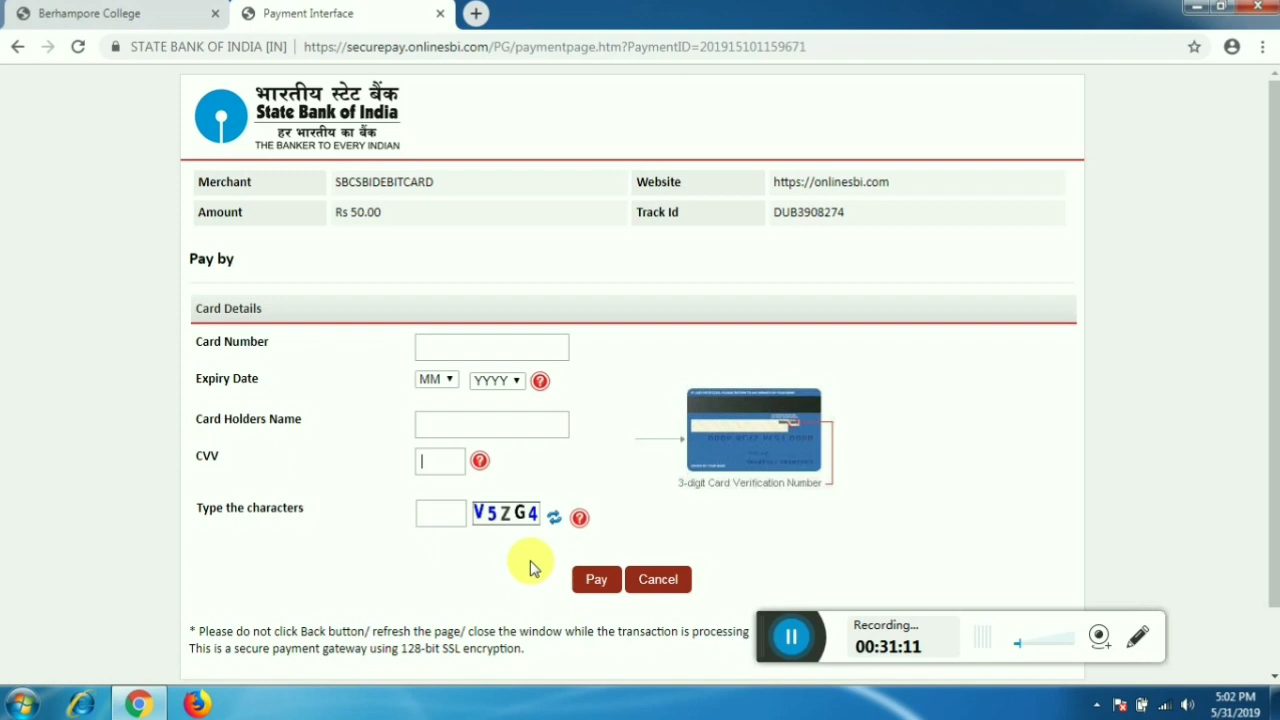 Berhampore College
Payment Interface
STATE BANK OF INDIA [IN]
https://securepay.onlinesbi.com/PG/paymentpage.htm?PaymentID=201915101159671
भारतीय स्टेट बैंक
State Bank of India
हर भारतीय का बैंक
THE BANKER TO EVERY INDIAN
Merchant SBCSBIDEBITCARD Website https://onlinesbi.com
Amount Rs 50.00 Track Id DUB3908274
Pay by
Card Details
Card Number
Expiry Date MM YYYY ?
Card Holders Name
CVV ?
3-digit Card Verification Number
Type the characters V5ZG4 ?
Pay Cancel
* Please do not click Back button/ refresh the page/ close the window while the transaction is processing
This is a secure payment gateway using 128-bit SSL encryption.
Recording...
00:31:11
5:02 PM
5/31/2019